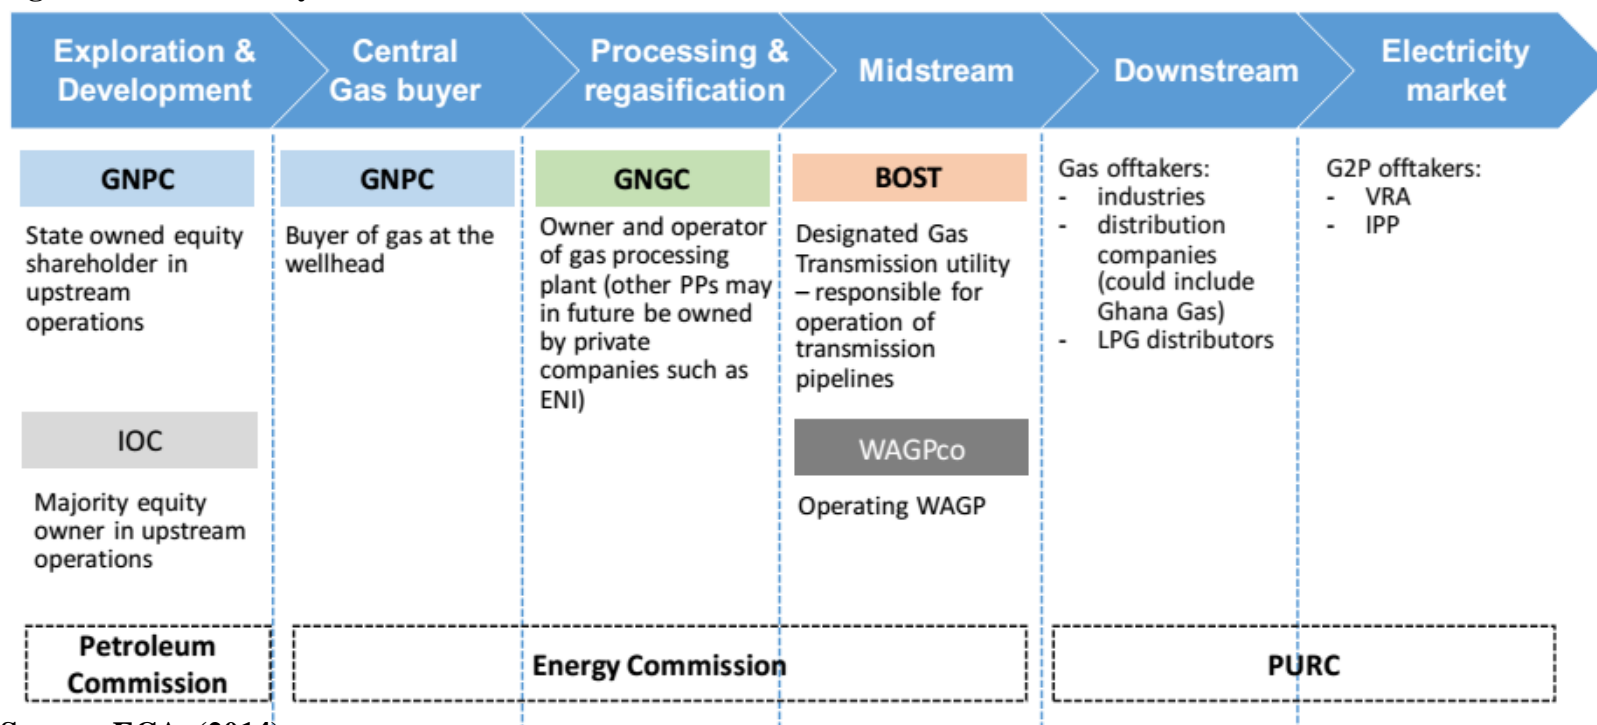 Exploration &
Development
Central
Gas buyer
Processing &
regasification
Midstream
Downstream
Electricity
market
GNPC
State owned equity
shareholder in
upstream
operations
IOC
Majority equity
owner in upstream
operations
GNPC
Buyer of gas at the
wellhead
GNGC
Owner and operator
of gas processing
plant (other PPs may
in future be owned
by private
companies such as
ENI)
BOST
Designated Gas
Transmission utility
– responsible for
operation of
transmission
pipelines
WAGPco
Operating WAGP
Gas offtakers:
- industries
- distribution
companies
(could include
Ghana Gas)
- LPG distributors
G2P offtakers:
- VRA
- IPP
Petroleum
Commission
Energy Commission
PURC